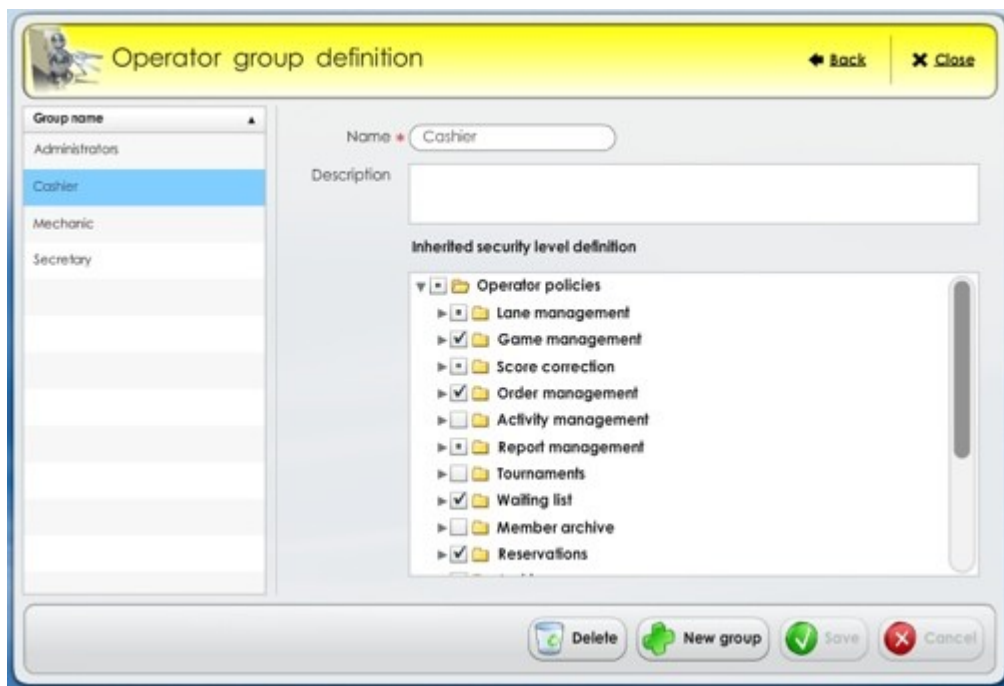 Operator group definition
Back
Close
Group name
Administrators
Cashier
Mechanic
Secretary
Name * Cashier
Description
Inherited security level definition
Operator policies
Lane management
Game management
Score correction
Order management
Activity management
Report management
Tournaments
Waiting list
Member archive
Reservations
Delete
New group
Save
Cancel